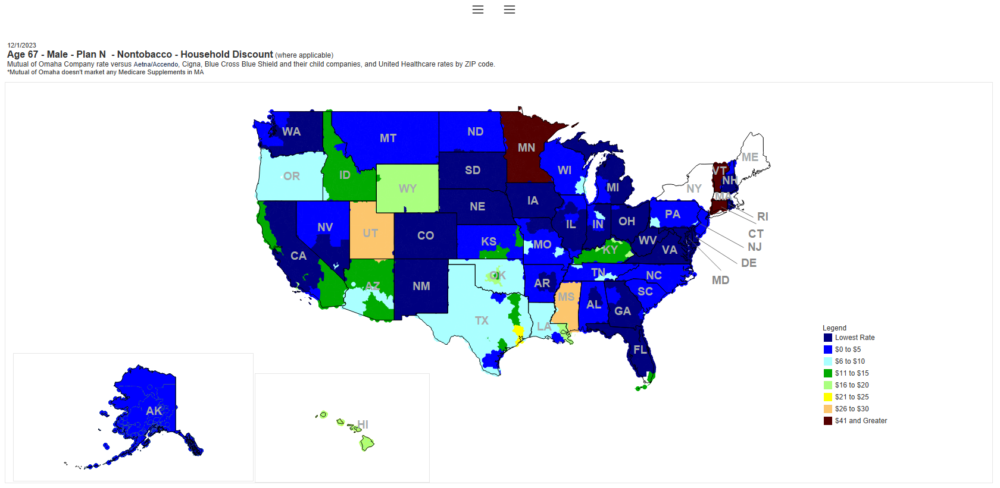 12/1/2023
Age 67 - Male - Plan N - Nontobacco - Household Discount (where applicable)
Mutual of Omaha Company rate versus Aetna/Accendo, Cigna, Blue Cross Blue Shield and their child companies, and United Healthcare rates by ZIP code.
*Mutual of Omaha doesn't market any Medicare Supplements in MA
WA
MT
ND
MN
OR
ID
WY
SD
WI
MI
NY
VT
NH
ME
MA
NV
UT
CO
NE
IA
IL
IN
OH
PA
RI
CT
NJ
DE
MD
CA
KS
MO
KY
WV
VA
AZ
NM
OK
AR
TN
NC
SC
TX
LA
MS
AL
GA
FL
AK
HI
Legend
Lowest Rate
$0 to $5
$6 to $10
$11 to $15
$16 to $20
$21 to $25
$26 to $30
$41 and Greater